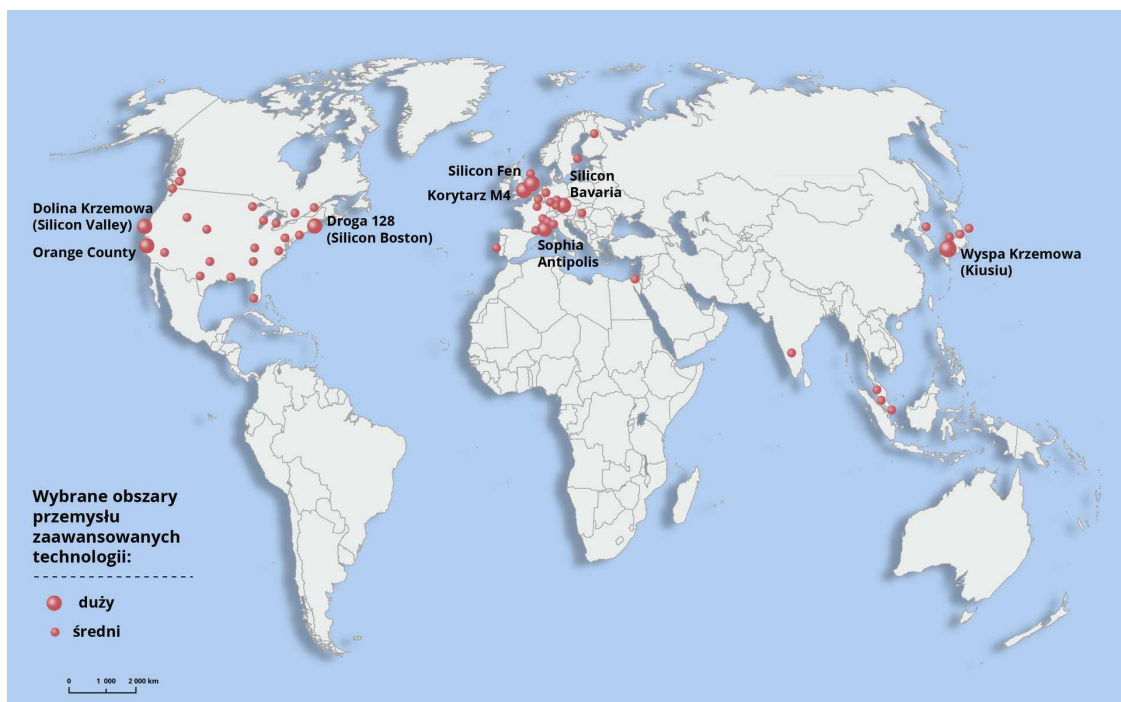 Silicon Fen
Korytarz M4
Silicon
Bavaria
Dolina Krzemowa
(Silicon Valley)
Orange County
Droga 128
(Silicon Boston)
Sophia
Antipolis
Wyspa Krzemowa
(Kiusiu)
Wybrane obszary
przemysłu
zaawansowanych
technologii:
duży
średni
0 1 000 2 000 km